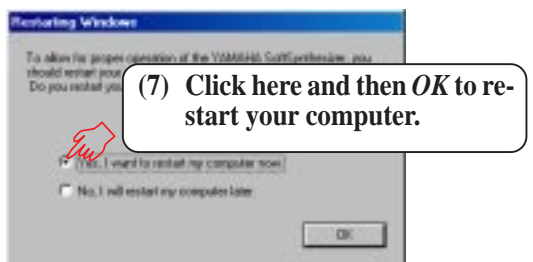 Restarting Windows
To allow for proper operation of the YAMAHA SoftSynthesizer, you
should restart your
Do you restart you
(7) Click here and then OK to re-
start your computer.
Yes, I want to restart my computer now.
No, I will restart my computer later.
OK